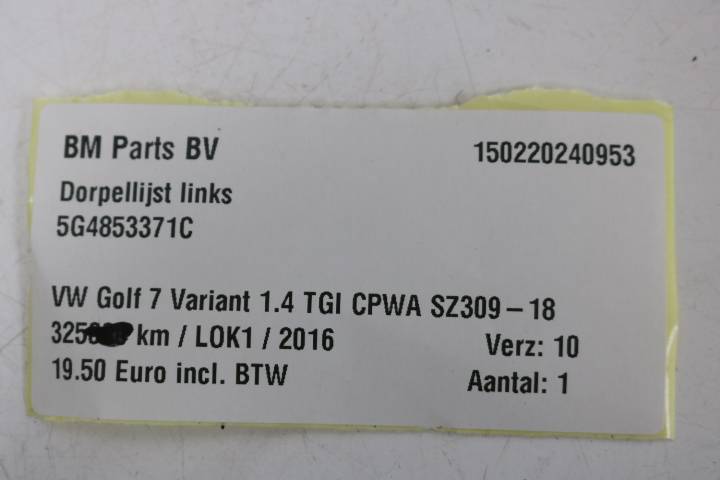 BM Parts BV 150220240953
Dorpellijst links
5G4853371C
VW Golf 7 Variant 1.4 TGI CPWA SZ309-18
km / LOK1 / 2016 Verz: 10
19.50 Euro incl. BTW Aantal: 1